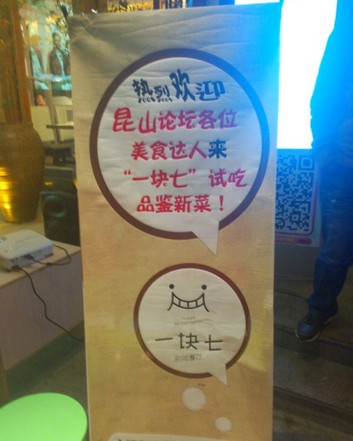 热烈欢迎
昆山论坛各位
美食达人来
“一块七”试吃
品鉴新菜！
一块七